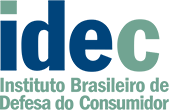 idec
Instituto Brasileiro de
Defesa do Consumidor